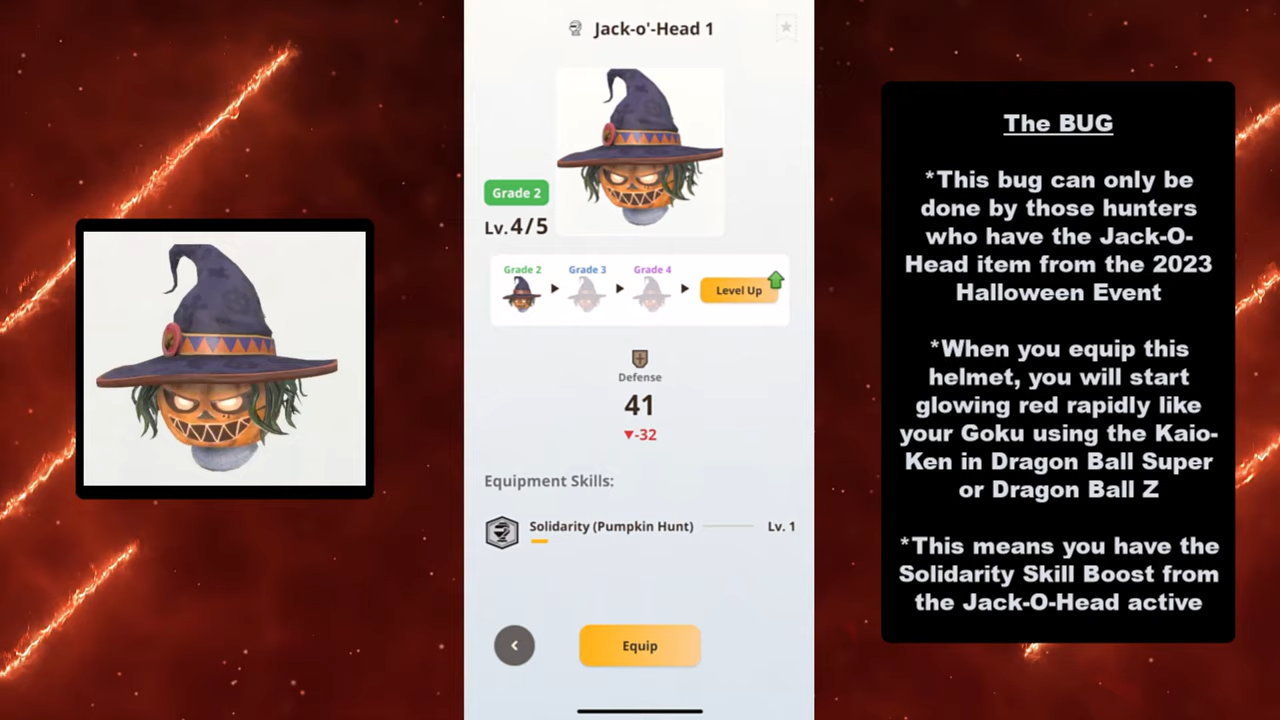 Jack-o'-Head 1
Grade 2
Lv. 4/5
Grade 2
Grade 3
Grade 4
Level Up
Defense
41
▼-32
Equipment Skills:
Solidarity (Pumpkin Hunt)
Lv. 1
Equip
The BUG
*This bug can only be
done by those hunters
who have the Jack-O-
Head item from the 2023
Halloween Event
*When you equip this
helmet, you will start
glowing red rapidly like
your Goku using the Kaio-
Ken in Dragon Ball Super
or Dragon Ball Z
*This means you have the
Solidarity Skill Boost from
the Jack-O-Head active